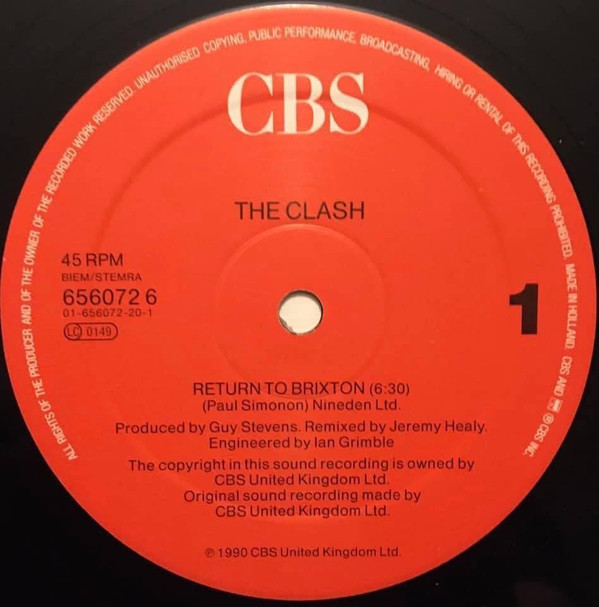 ALL RIGHTS OF THE PRODUCER AND OF THE OWNER OF THE RECORDED WORK RESERVED. UNAUTHORISED COPYING, PUBLIC PERFORMANCE, BROADCASTING, HIRING OR RENTAL OF THIS RECORDING PROHIBITED. MADE IN HOLLAND. CBS AND ℗ CBS INC.
CBS
THE CLASH
45 RPM
BIEM/STEMRA
656072 6
01-656072-20-1
LC 0149
1
RETURN TO BRIXTON (6:30)
(Paul Simonon) Nineden Ltd.
Produced by Guy Stevens. Remixed by Jeremy Healy.
Engineered by Ian Grimble
The copyright in this sound recording is owned by
CBS United Kingdom Ltd.
Original sound recording made by
CBS United Kingdom Ltd.
℗ 1990 CBS United Kingdom Ltd.